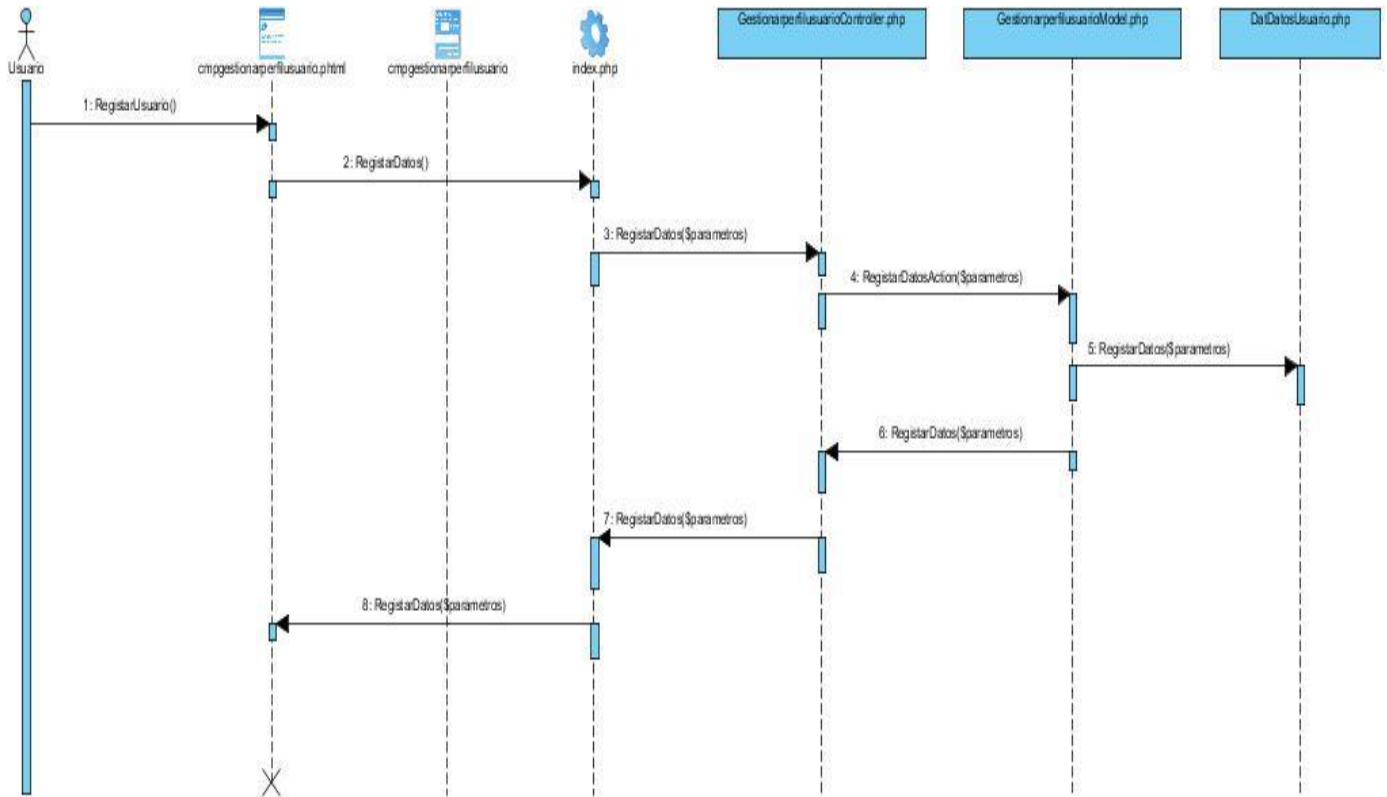 GestionarperfilusuarioController.php
GestionarperfilusuarioModel.php
DatDatosUsuario.php
Usuario
cmpgestionarperfilusuario.phtml
cmpgestionarperfilusuario
index.php
1: RegistarUsuario()
2: RegistarDatos()
3: RegistarDatos($parametros)
4: RegistarDatosAction($parametros)
5: RegistarDatos($parametros)
6: RegistarDatos($parametros)
7: RegistarDatos($parametros)
8: RegistarDatos($parametros)